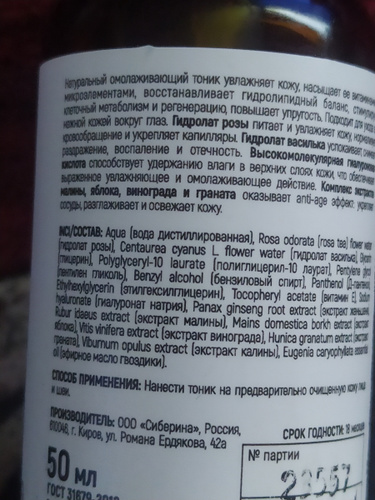 Натуральный омолаживающий тоник увлажняет кожу, насыщает ее витаминами
микроэлементами, восстанавливает гидролипидный баланс, стимулирует
клеточный метаболизм и регенерацию, повышает упругость. Подходит для ухода
нежной кожей вокруг глаз. Гидролат розы питает и увлажняет кожу,
кровообращение и укрепляет капилляры. Гидролат василька успокаивает
раздражение, воспаление и отечность. Высокомолекулярная гиалуроновая
кислота способствует удержанию влаги в верхних слоях кожи, что
выраженное увлажняющее и омолаживающее действие. Комплекс экстрактов
малины, яблока, винограда и граната оказывает anti-age эффект,
сосуды, разглаживает и освежает кожу.
INCI/СОСТАВ: Aqua (вода дистиллированная), Rosa odorata (rosa tea) flower water
(гидролат розы), Centaurea cyanus L. flower water (гидролат василька),
(глицерин), Polyglyceryl-10 laurate (полиглицерил-10 лаурат), Pentylene glycol
(пентилен гликоль), Benzyl alcohol (бензиловый спирт), Panthenol
Ethylhexylglycerin (этилгексилглицерин), Tocopheryl acetate (витамин Е), Sodium
hyaluronate (гиалуронат натрия), Panax ginseng root extract (экстракт женьшеня),
Rubur ideaus extract (экстракт малины), Mains domestica borkh extract (экстракт
яблока), Vitis vinifera extract (экстракт винограда), Hunica granatum extract (экстракт
граната), Viburnum opulus extract (экстракт калины), Eugenia caryophyllata essential
oil (эфирное масло гвоздики).
СПОСОБ ПРИМЕНЕНИЯ: Нанести тоник на предварительно очищенную кожу лица
и шеи.
ПРОИЗВОДИТЕЛЬ: ООО «Сиберина», Россия,
610046, г. Киров, ул. Романа Ердякова, 42а
СРОК ГОДНОСТИ: 18 месяцев
№ партии
23557
50 мл
ГОСТ 31679-2012